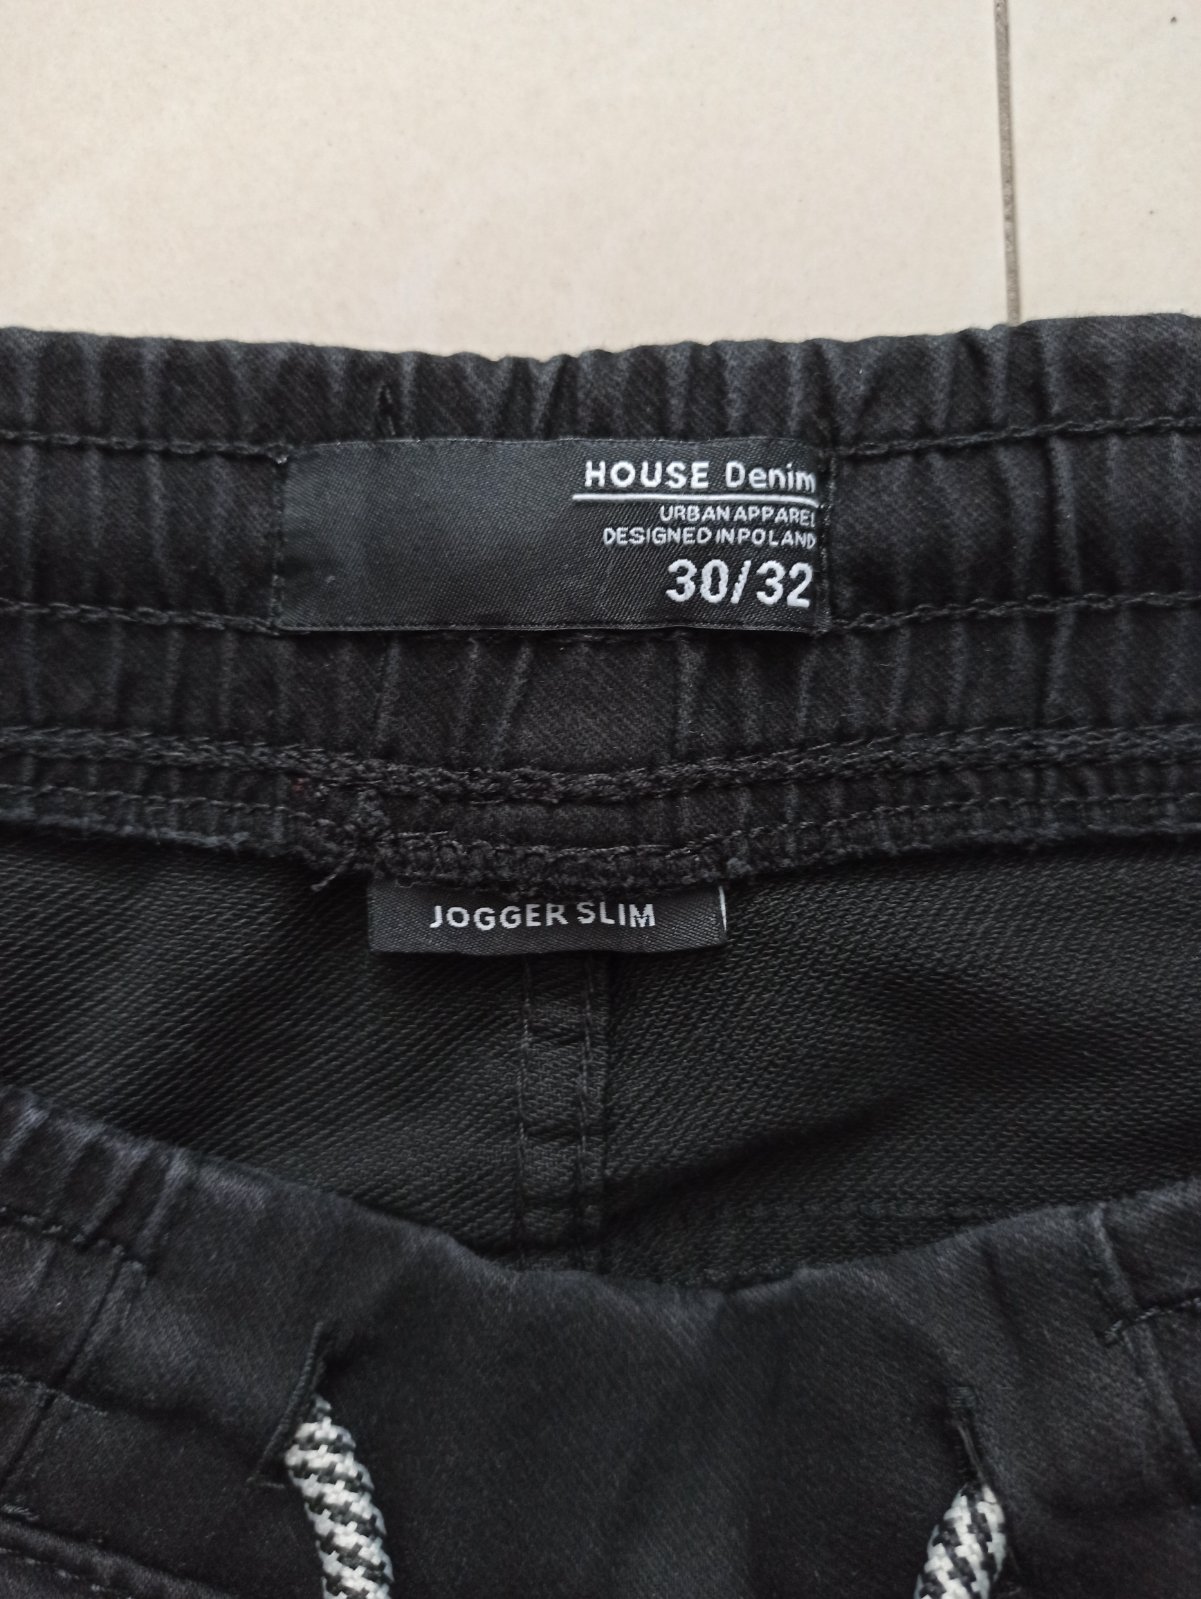 HOUSE Denim
URBAN APPAREL
DESIGNED IN POLAND
30/32
JOGGER SLIM